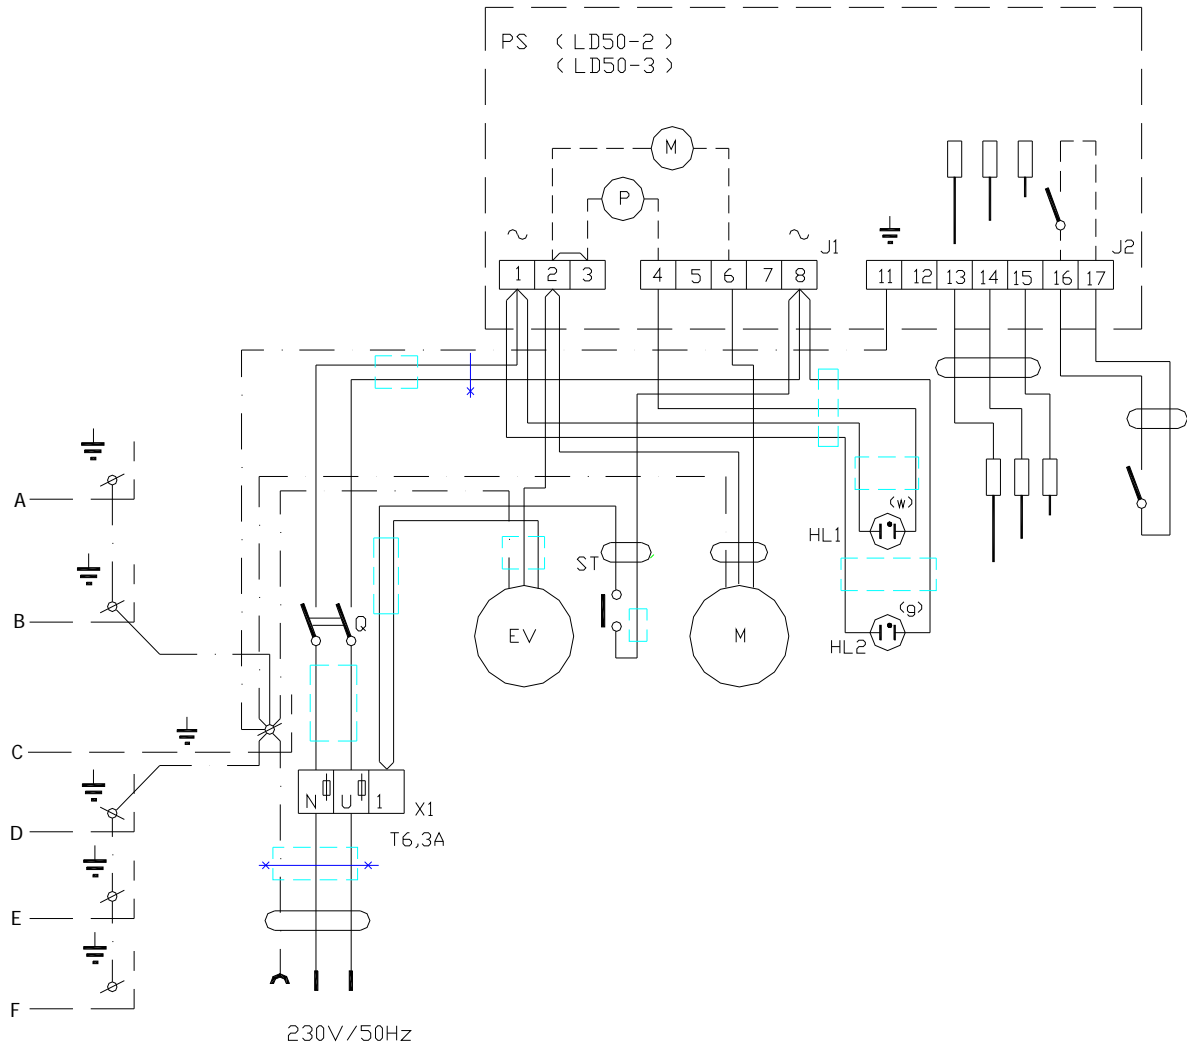 PS (LD50-2)
(LD50-3)
M
P
J1
J2
1 2 3
4 5 6 7 8
11 12 13 14 15 16 17
A
(w)
HL1
ST
B
Q
EV
M
(g)
HL2
C
N U 1
X1
T6,3A
D
E
F
230V/50Hz